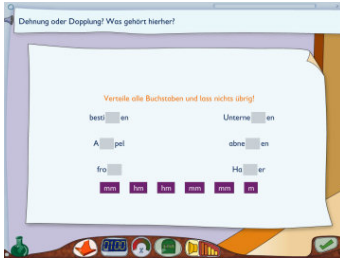 Dehnung oder Dopplung? Was gehört hierher?
Verteile alle Buchstaben und lass nichts übrig!
besti en Unterne en
A pel abne en
fro Ha er
mm hm hm mm mm m